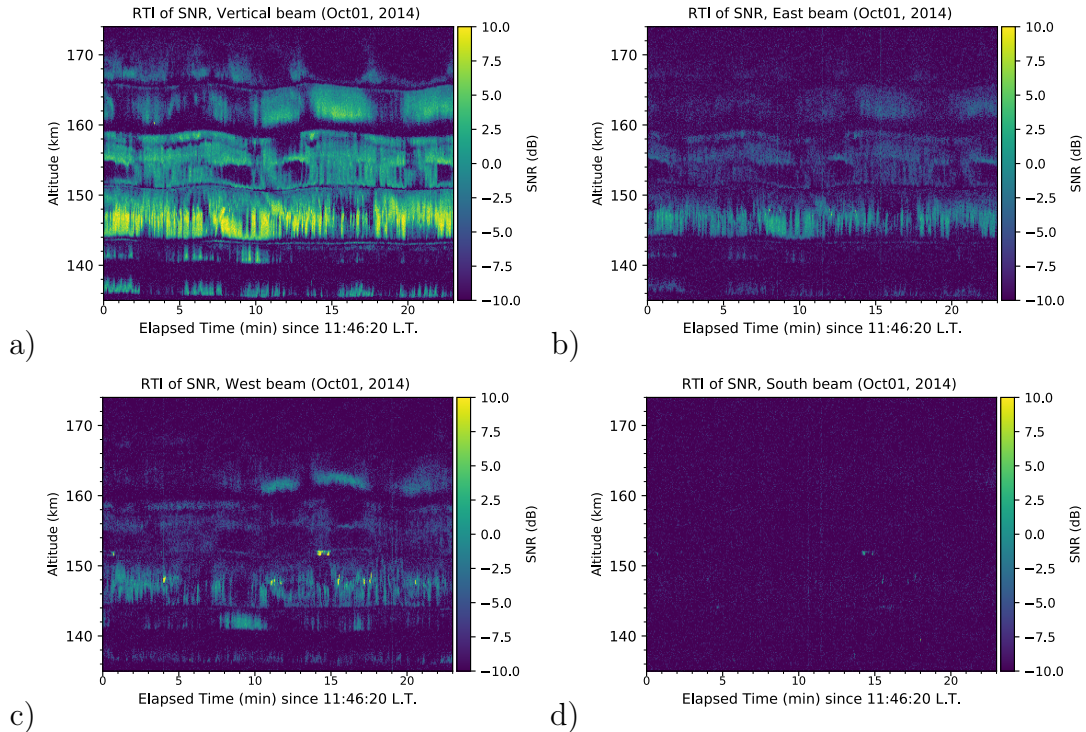 RTI of SNR, Vertical beam (Oct01, 2014)
170
160
150
140
Altitude (km)
0 5 10 15 20
Elapsed Time (min) since 11:46:20 L.T.
10.0
7.5
5.0
2.5
0.0
−2.5
−5.0
−7.5
−10.0
SNR (dB)
a)
RTI of SNR, East beam (Oct01, 2014)
170
160
150
140
Altitude (km)
0 5 10 15 20
Elapsed Time (min) since 11:46:20 L.T.
10.0
7.5
5.0
2.5
0.0
−2.5
−5.0
−7.5
−10.0
SNR (dB)
b)
RTI of SNR, West beam (Oct01, 2014)
170
160
150
140
Altitude (km)
0 5 10 15 20
Elapsed Time (min) since 11:46:20 L.T.
10.0
7.5
5.0
2.5
0.0
−2.5
−5.0
−7.5
−10.0
SNR (dB)
c)
RTI of SNR, South beam (Oct01, 2014)
170
160
150
140
Altitude (km)
0 5 10 15 20
Elapsed Time (min) since 11:46:20 L.T.
10.0
7.5
5.0
2.5
0.0
−2.5
−5.0
−7.5
−10.0
SNR (dB)
d)